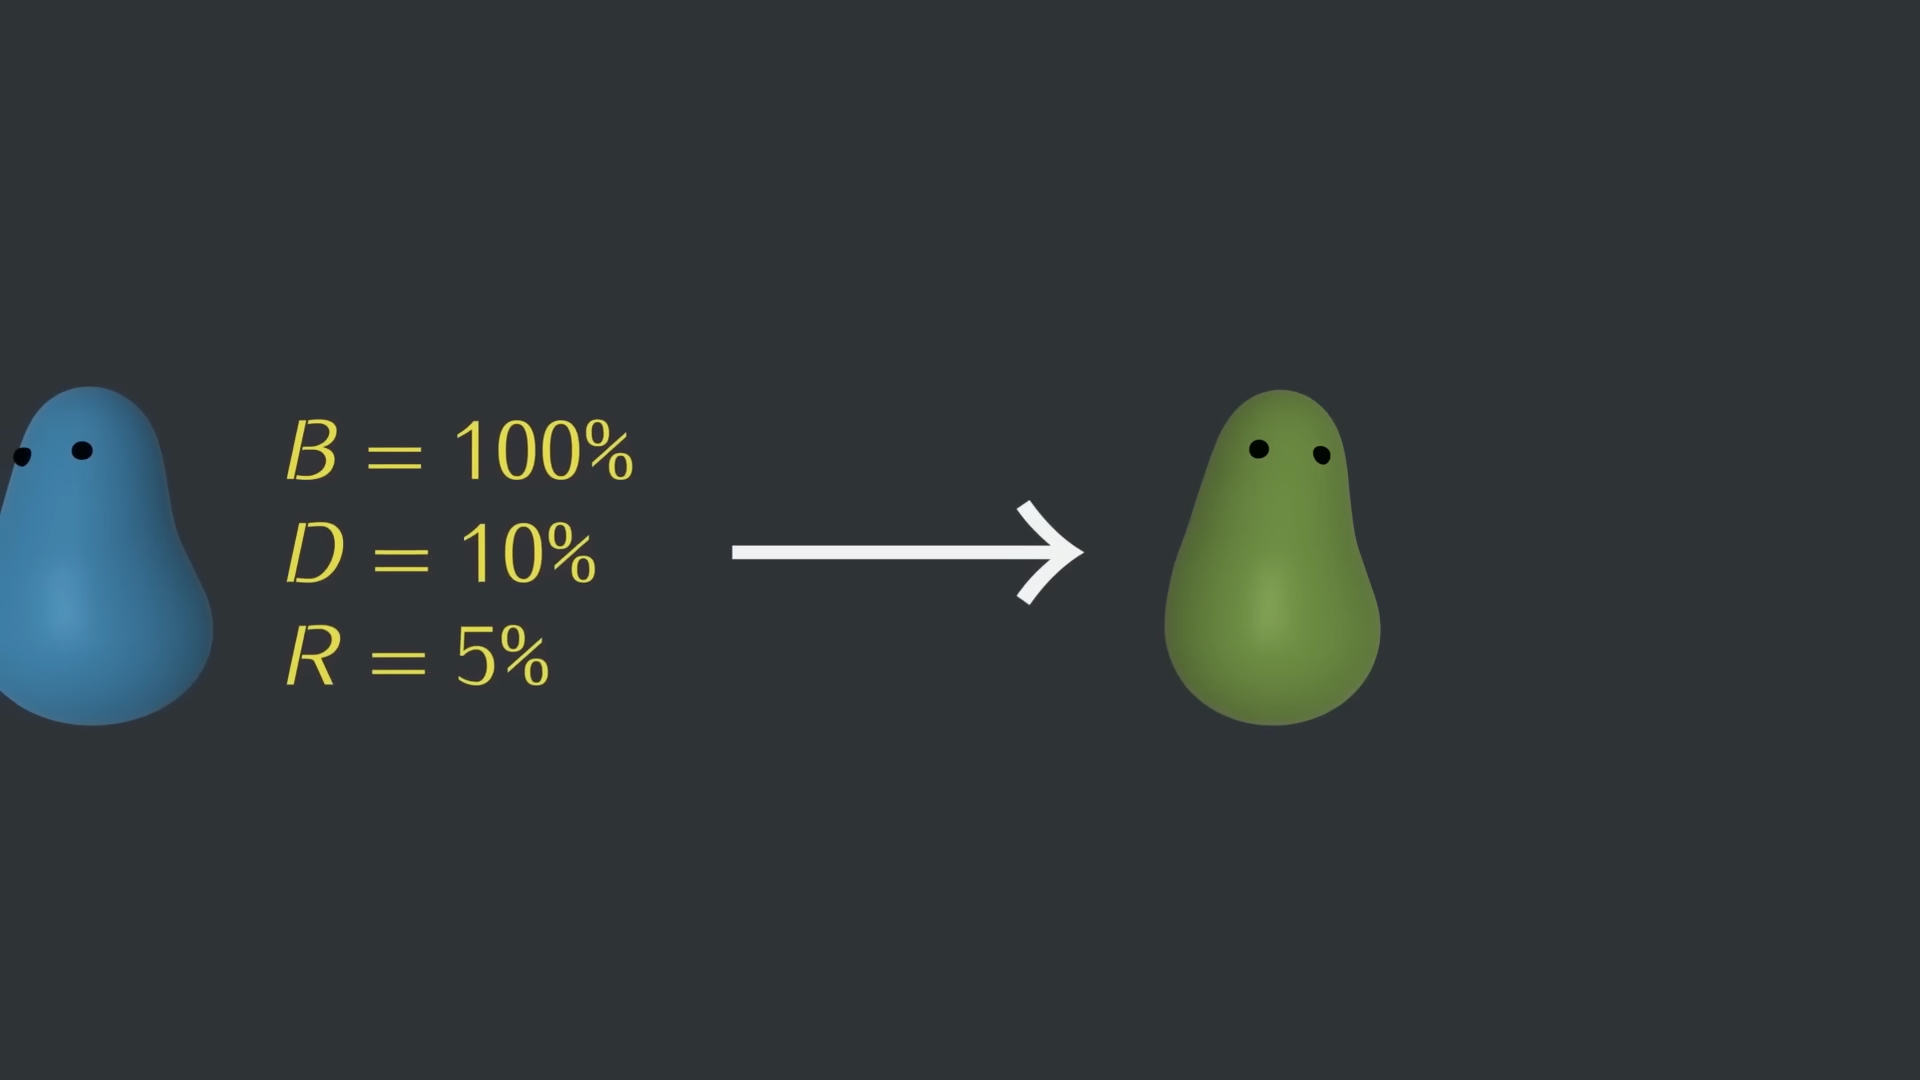 B = 100%
D = 10%
R = 5%